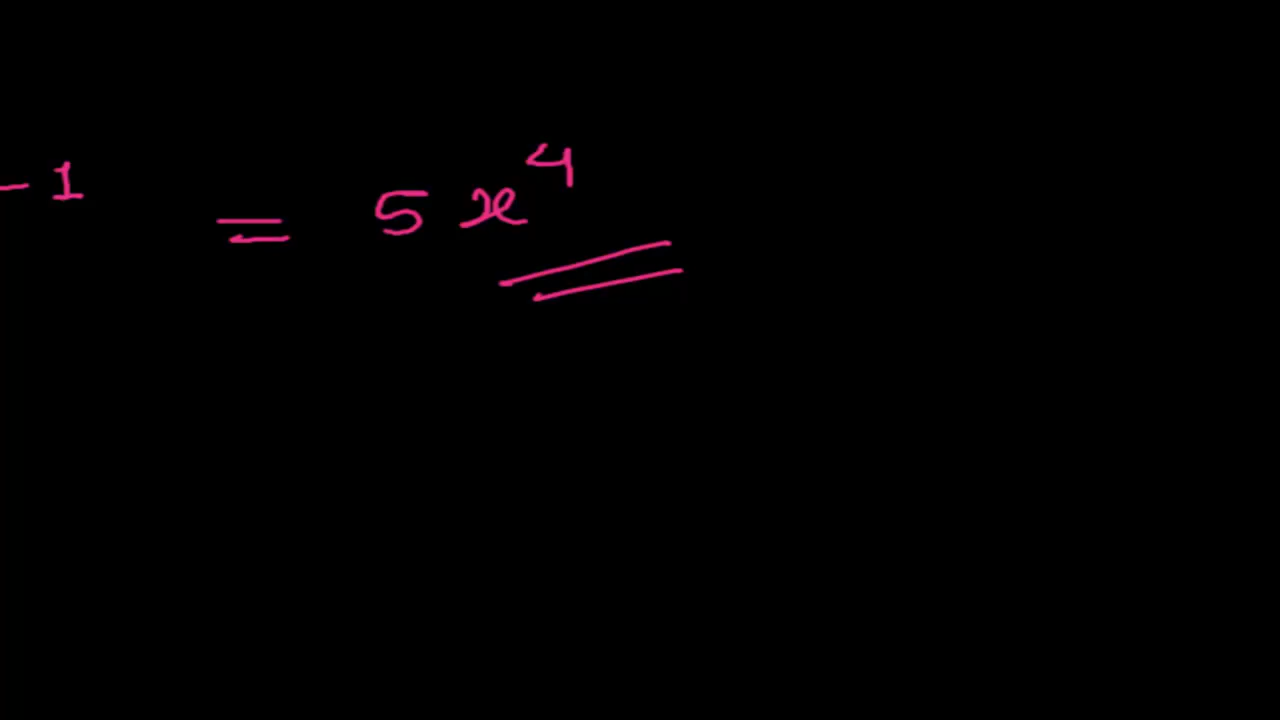 - 1 = 5x⁴